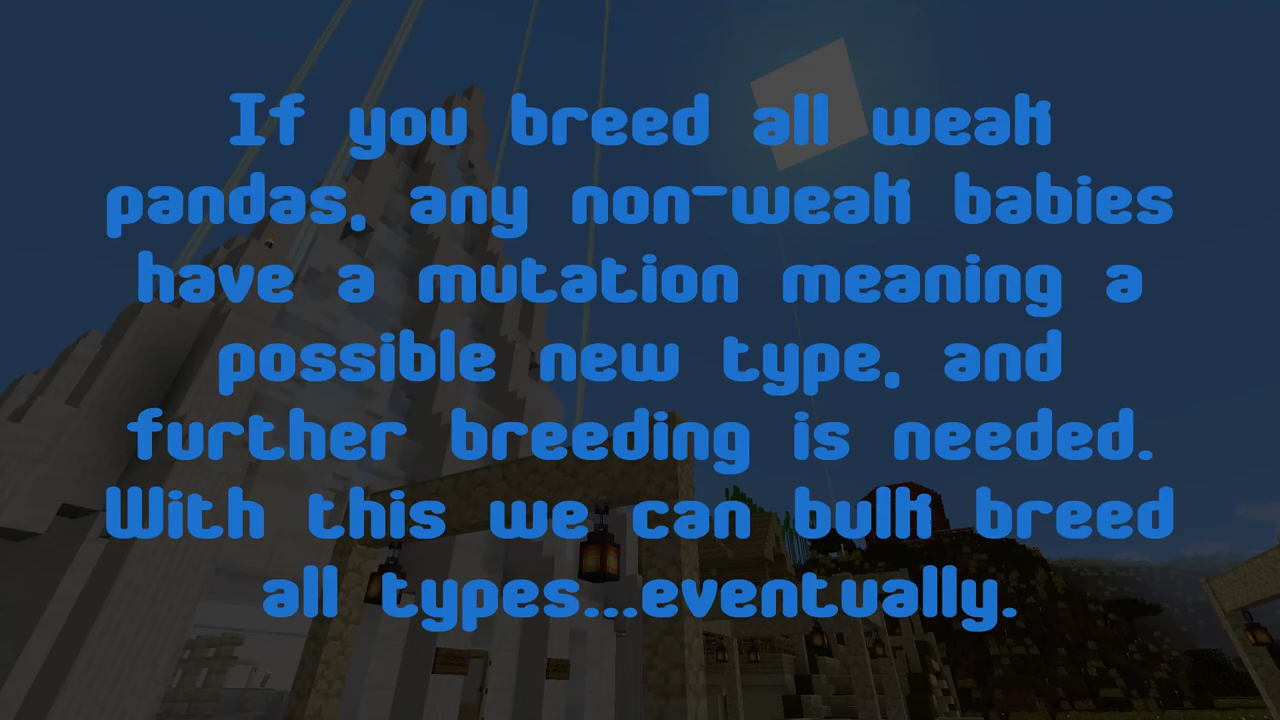 If you breed all weak
pandas, any non-weak babies
have a mutation meaning a
possible new type, and
further breeding is needed.
With this we can bulk breed
all types...eventually.